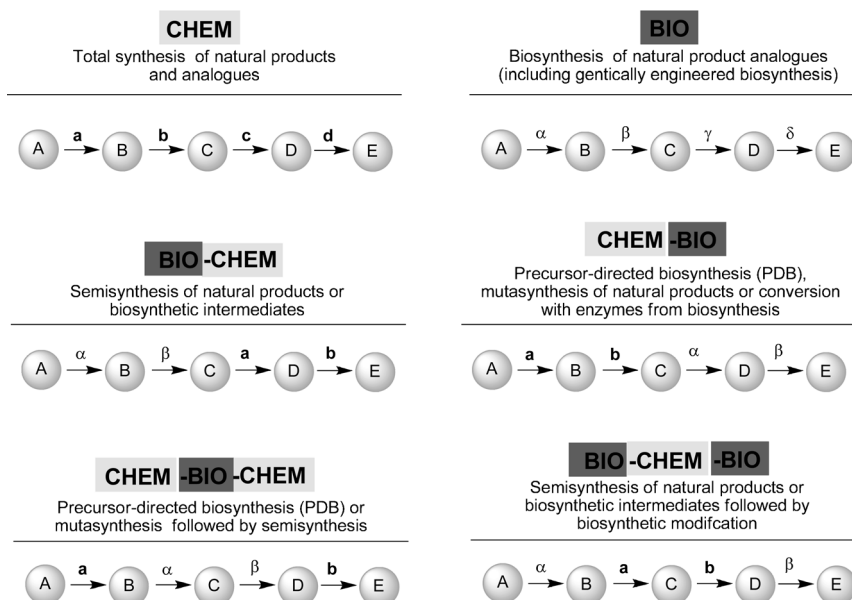 CHEM
Total synthesis of natural products
and analogues
a b c d
A B C D E
BIO
Biosynthesis of natural product analogues
(including gentically engineered biosynthesis)
α β γ δ
A B C D E
BIO-CHEM
Semisynthesis of natural products or
biosynthetic intermediates
α β a b
A B C D E
CHEM-BIO
Precursor-directed biosynthesis (PDB),
mutasynthesis of natural products or conversion
with enzymes from biosynthesis
a b α β
A B C D E
CHEM-BIO-CHEM
Precursor-directed biosynthesis (PDB) or
mutasynthesis followed by semisynthesis
a α β b
A B C D E
BIO-CHEM-BIO
Semisynthesis of natural products or
biosynthetic intermediates followed by
biosynthetic modifcation
α a b β
A B C D E